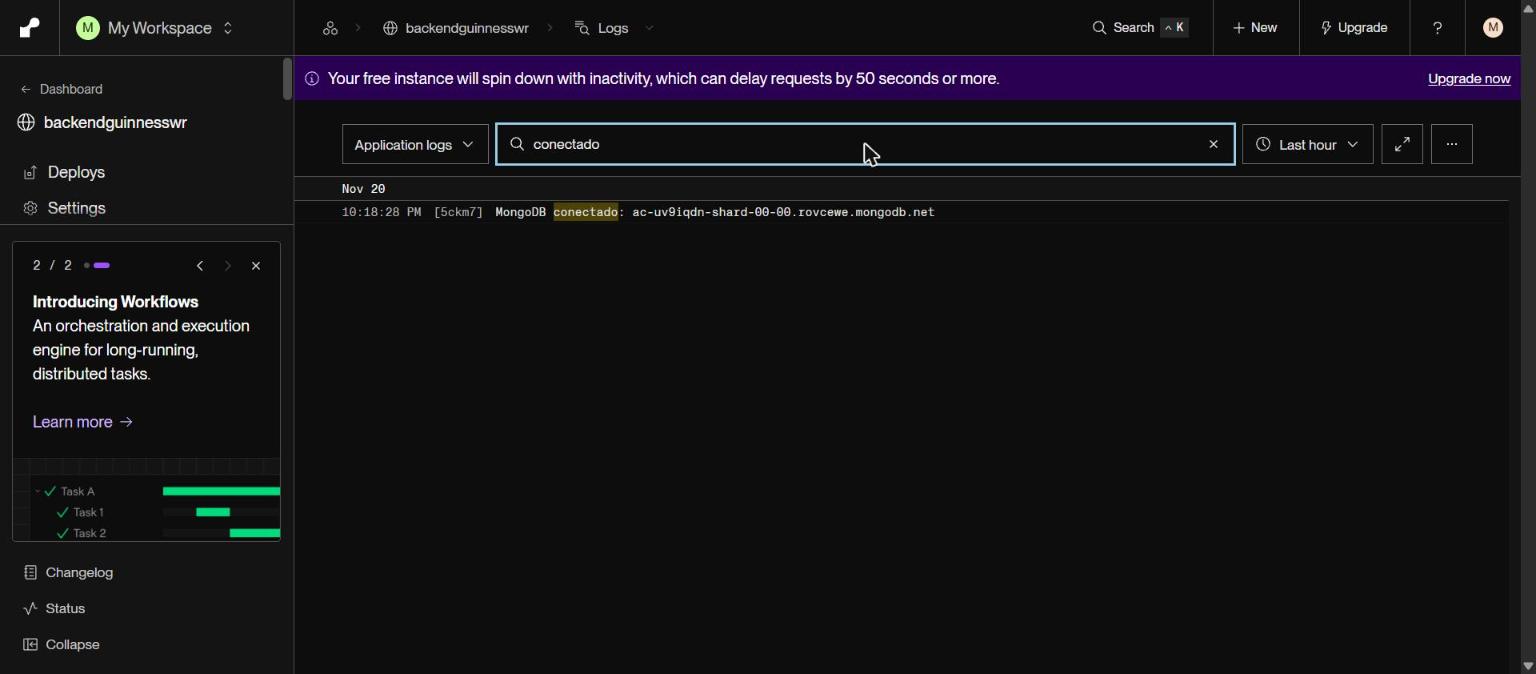 M My Workspace
backendguinnesswr
Logs
Search ^ K
+ New
Upgrade
?
M
Your free instance will spin down with inactivity, which can delay requests by 50 seconds or more.
Upgrade now
← Dashboard
backendguinnesswr
Deploys
Settings
2 / 2
Introducing Workflows
An orchestration and execution
engine for long-running,
distributed tasks.
Learn more →
Task A
Task 1
Task 2
Changelog
Status
Collapse
Application logs
conectado
Last hour
...
Nov 20
10:18:28 PM [5ckm7] MongoDB conectado: ac-uv9iqdn-shard-00-00.rovcewe.mongodb.net